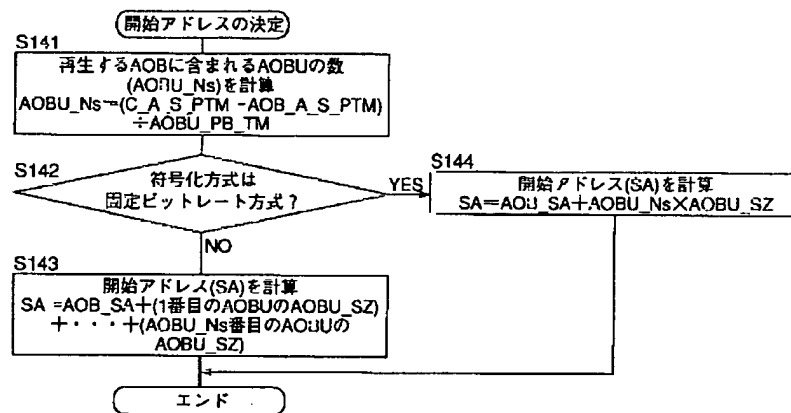 開始アドレスの決定
S141
再生するAOBに含まれるAOBUの数
(AOBU_Ns)を計算
AOBU_Ns=(C_A_S_PTM -AOB_A_S_PTM)
÷AOBU_PB_TM
S142
符号化方式は
固定ビットレート方式?
YES
S144
開始アドレス(SA)を計算
SA=AOB_SA+AOBU_Ns×AOBU_SZ
NO
S143
開始アドレス(SA)を計算
SA =AOB_SA+(1番目のAOBUのAOBU_SZ)
+・・・+(AOBU_Ns番目のAOBUの
AOBU_SZ)
エンド